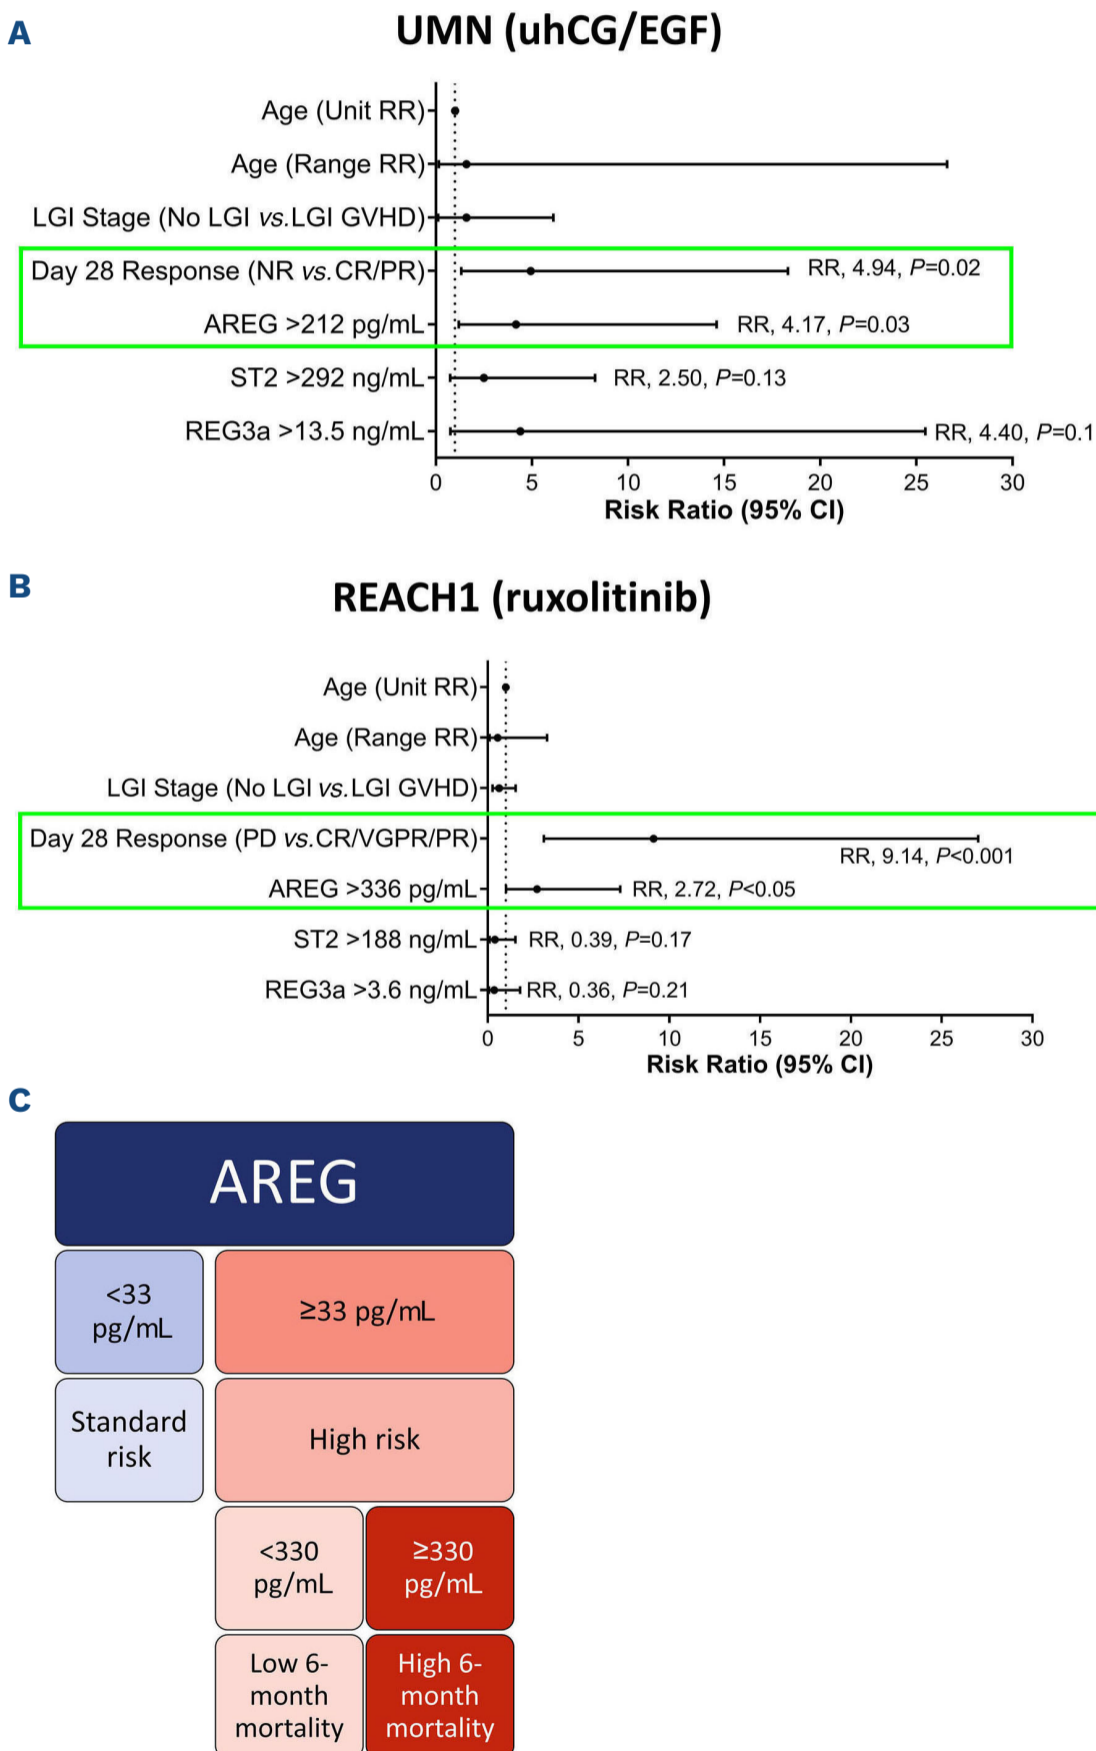 A
UMN (uhCG/EGF)
Age (Unit RR)
Age (Range RR)
LGI Stage (No LGI vs.LGI GVHD)
Day 28 Response (NR vs.CR/PR)
RR, 4.94, P=0.02
AREG >212 pg/mL
RR, 4.17, P=0.03
ST2 >292 ng/mL
RR, 2.50, P=0.13
REG3a >13.5 ng/mL
RR, 4.40, P=0.1
0 5 10 15 20 25 30
Risk Ratio (95% CI)
B
REACH1 (ruxolitinib)
Age (Unit RR)
Age (Range RR)
LGI Stage (No LGI vs.LGI GVHD)
Day 28 Response (PD vs.CR/VGPR/PR)
RR, 9.14, P<0.001
AREG >336 pg/mL
RR, 2.72, P<0.05
ST2 >188 ng/mL
RR, 0.39, P=0.17
REG3a >3.6 ng/mL
RR, 0.36, P=0.21
0 5 10 15 20 25 30
Risk Ratio (95% CI)
C
AREG
<33
pg/mL
≥33 pg/mL
Standard
risk
High risk
<330
pg/mL
≥330
pg/mL
Low 6-
month
mortality
High 6-
month
mortality